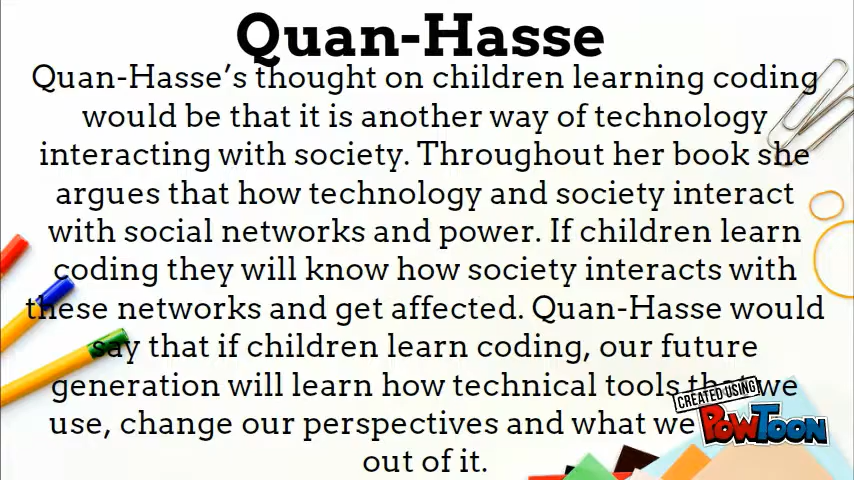 Quan-Hasse
Quan-Hasse’s thought on children learning coding
would be that it is another way of technology
interacting with society. Throughout her book she
argues that how technology and society interact
with social networks and power. If children learn
coding they will know how society interacts with
these networks and get affected. Quan-Hasse would
say that if children learn coding, our future
generation will learn how technical tools that we
use, change our perspectives and what we
out of it.
CREATED USING
POWTOON